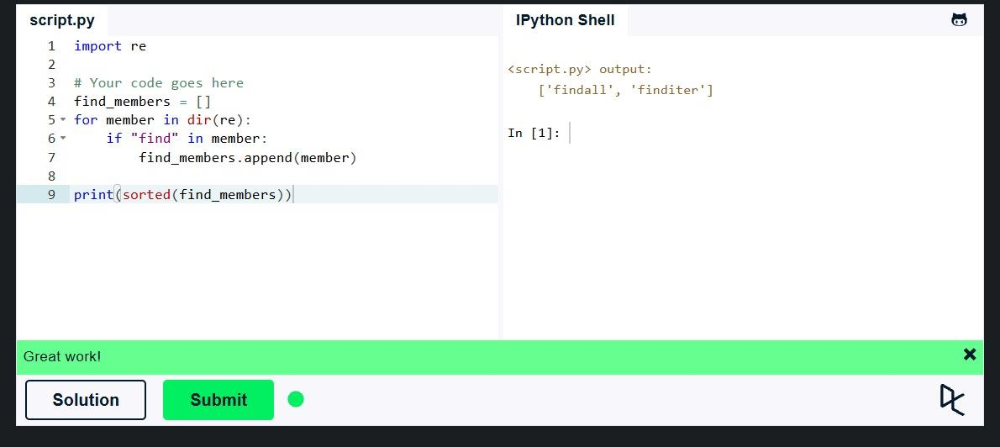 script.py
1 import re
2
3 # Your code goes here
4 find_members = []
5 for member in dir(re):
6     if "find" in member:
7         find_members.append(member)
8
9 print(sorted(find_members))
IPython Shell
<script.py> output:
    ['findall', 'finditer']
In [1]:
Great work!
Solution
Submit